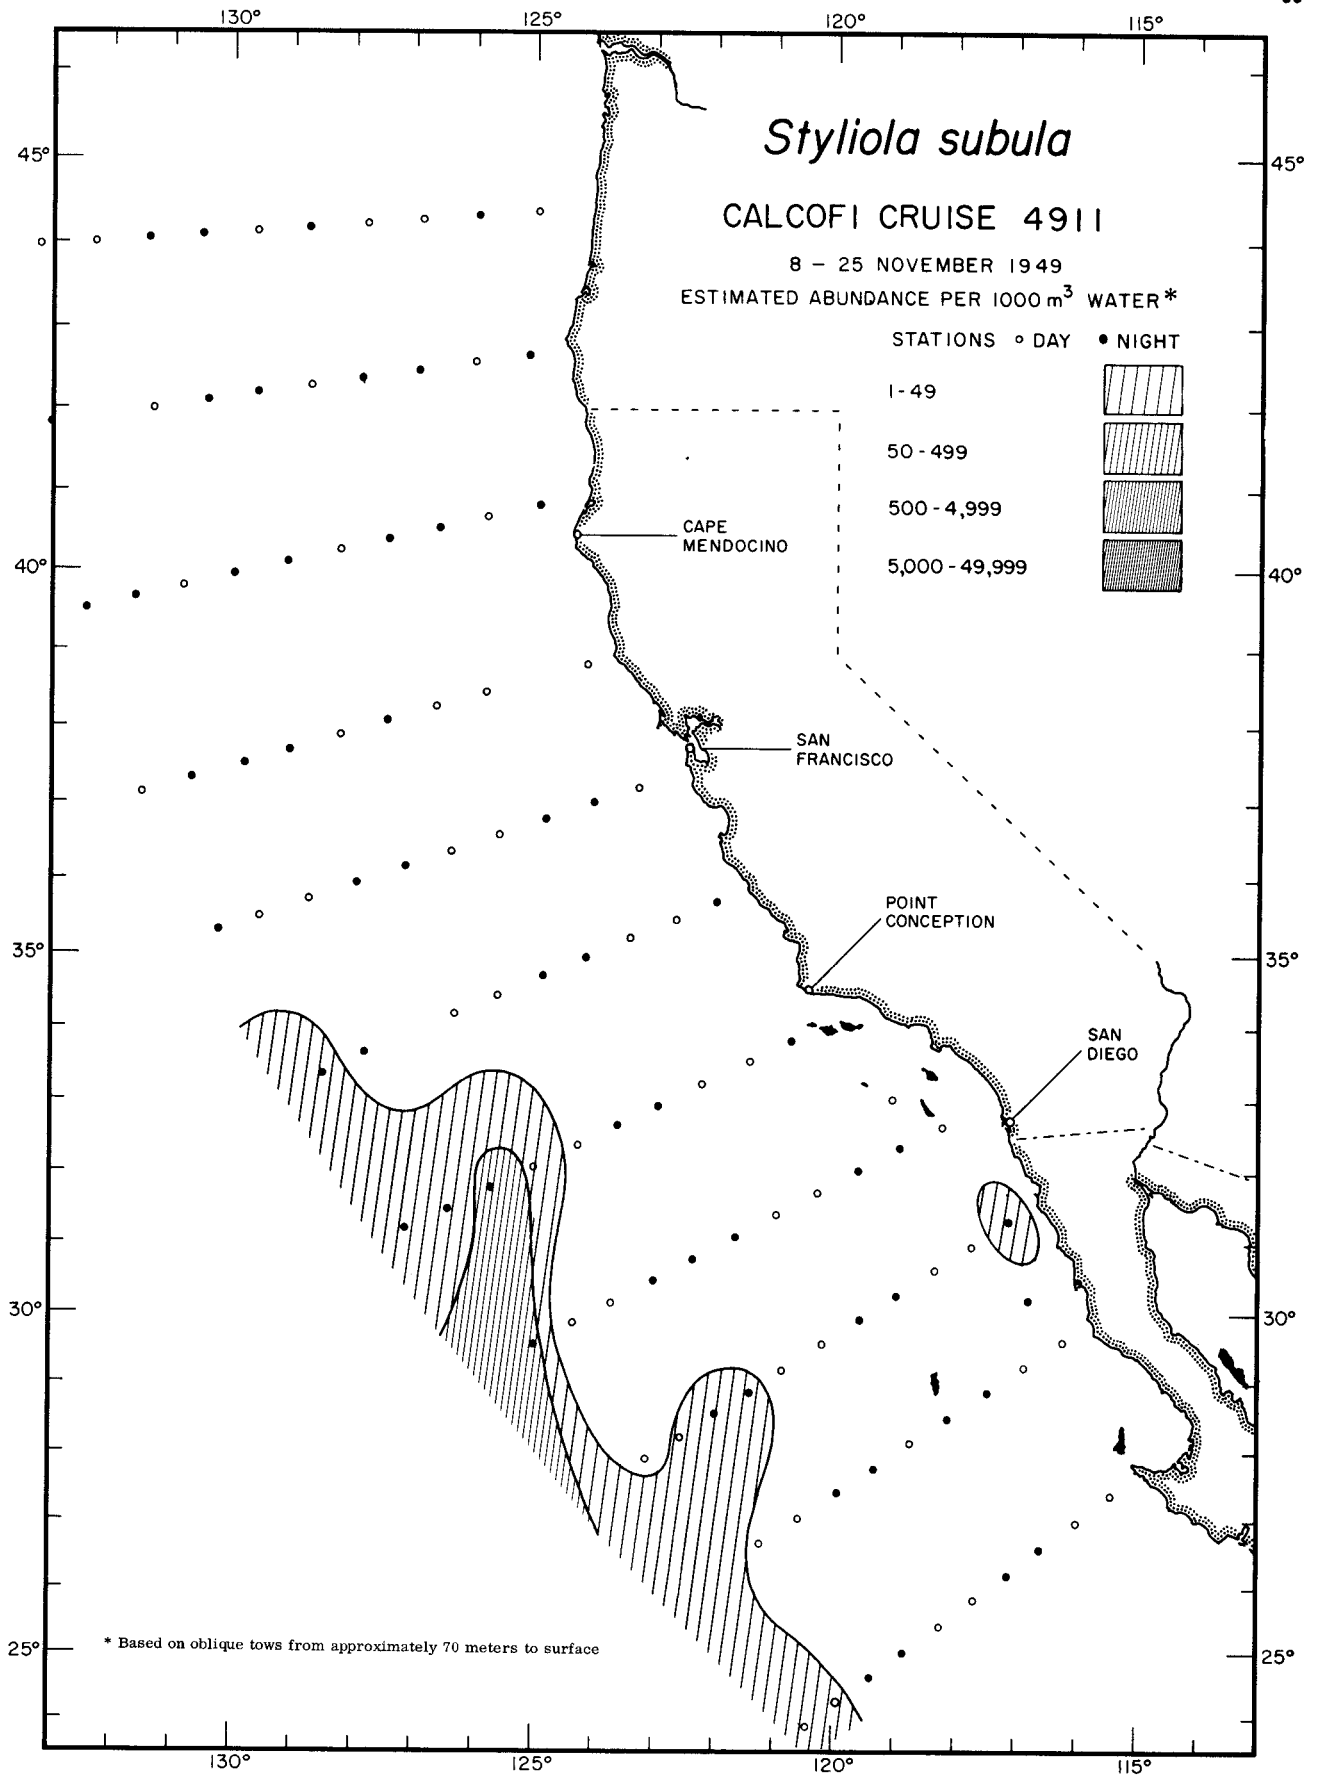 130° 125° 120° 115°
Styliola subula
45° 45°
CALCOFI CRUISE 4911
8 - 25 NOVEMBER 1949
ESTIMATED ABUNDANCE PER 1000 m³ WATER*
STATIONS ○ DAY ● NIGHT
1-49
50-499
500-4,999
5,000-49,999
CAPE
MENDOCINO
40° 40°
SAN
FRANCISCO
POINT
CONCEPTION
35° 35°
SAN
DIEGO
30° 30°
* Based on oblique tows from approximately 70 meters to surface
25° 25°
130° 125° 120° 115°